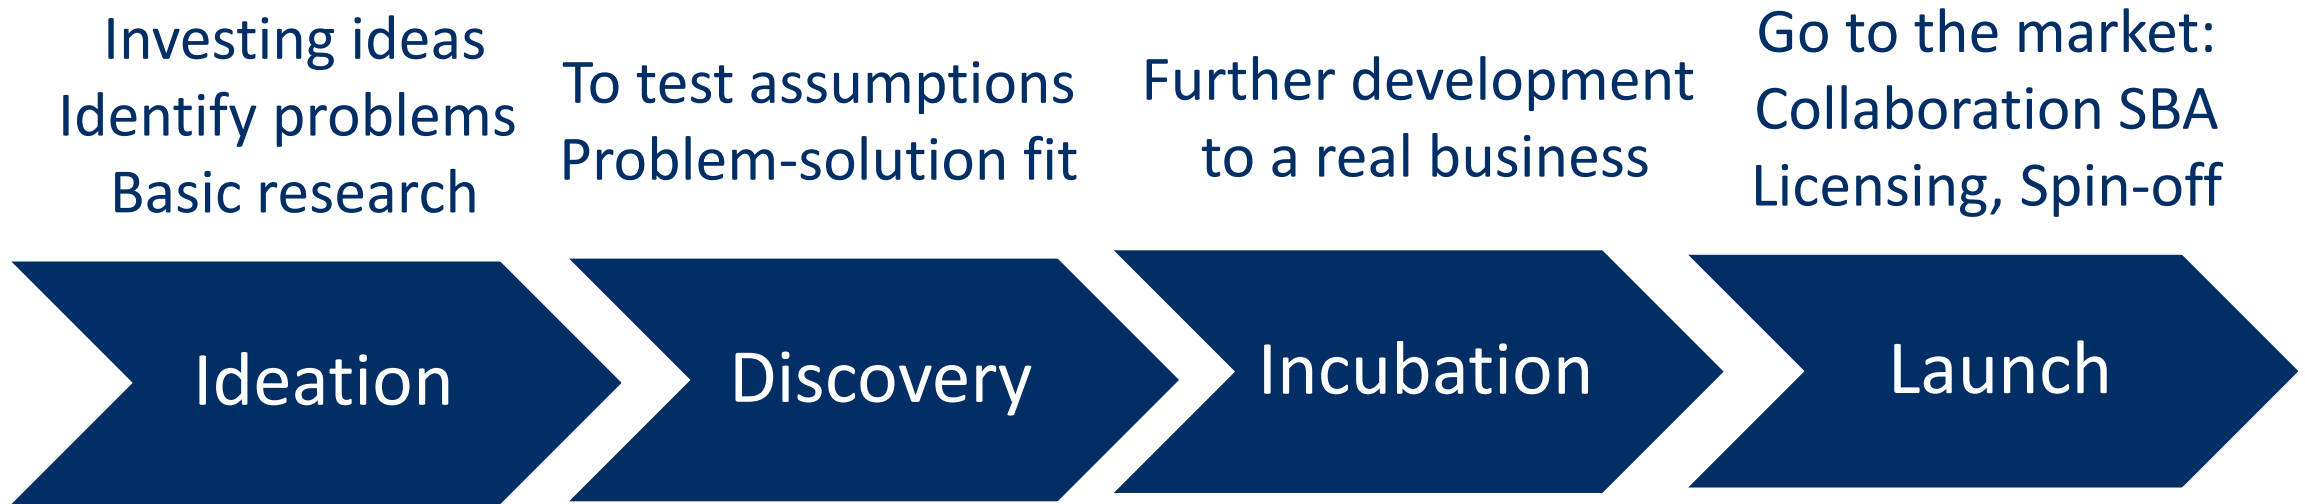 Investing ideas
Identify problems
Basic research
To test assumptions
Problem-solution fit
Further development
to a real business
Go to the market:
Collaboration SBA
Licensing, Spin-off
Ideation
Discovery
Incubation
Launch